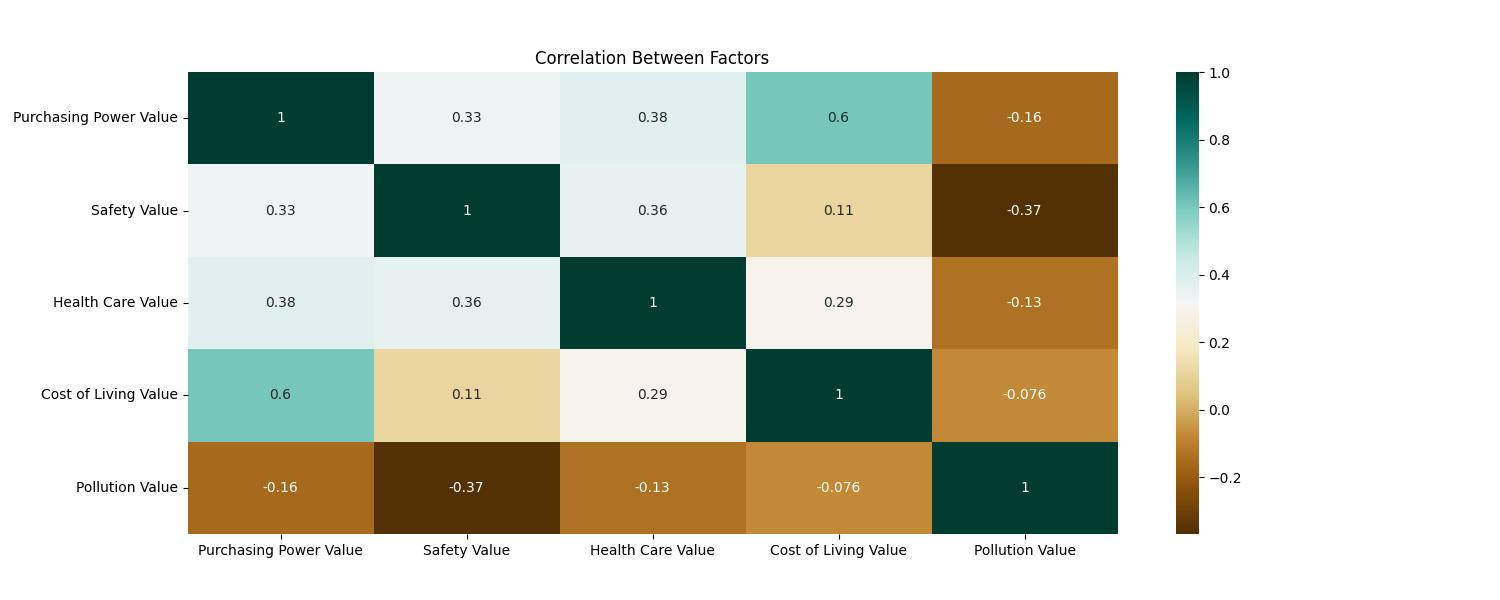 Correlation Between Factors
Purchasing Power Value 1 0.33 0.38 0.6 -0.16
Safety Value 0.33 1 0.36 0.11 -0.37
Health Care Value 0.38 0.36 1 0.29 -0.13
Cost of Living Value 0.6 0.11 0.29 1 -0.076
Pollution Value -0.16 -0.37 -0.13 -0.076 1
Purchasing Power Value Safety Value Health Care Value Cost of Living Value Pollution Value
1.0
0.8
0.6
0.4
0.2
0.0
−0.2